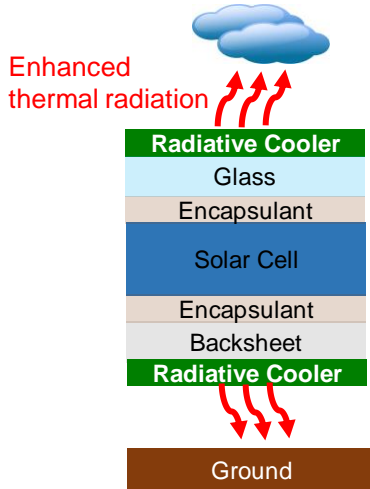 Enhanced
thermal radiation
Radiative Cooler
Glass
Encapsulant
Solar Cell
Encapsulant
Backsheet
Radiative Cooler
Ground